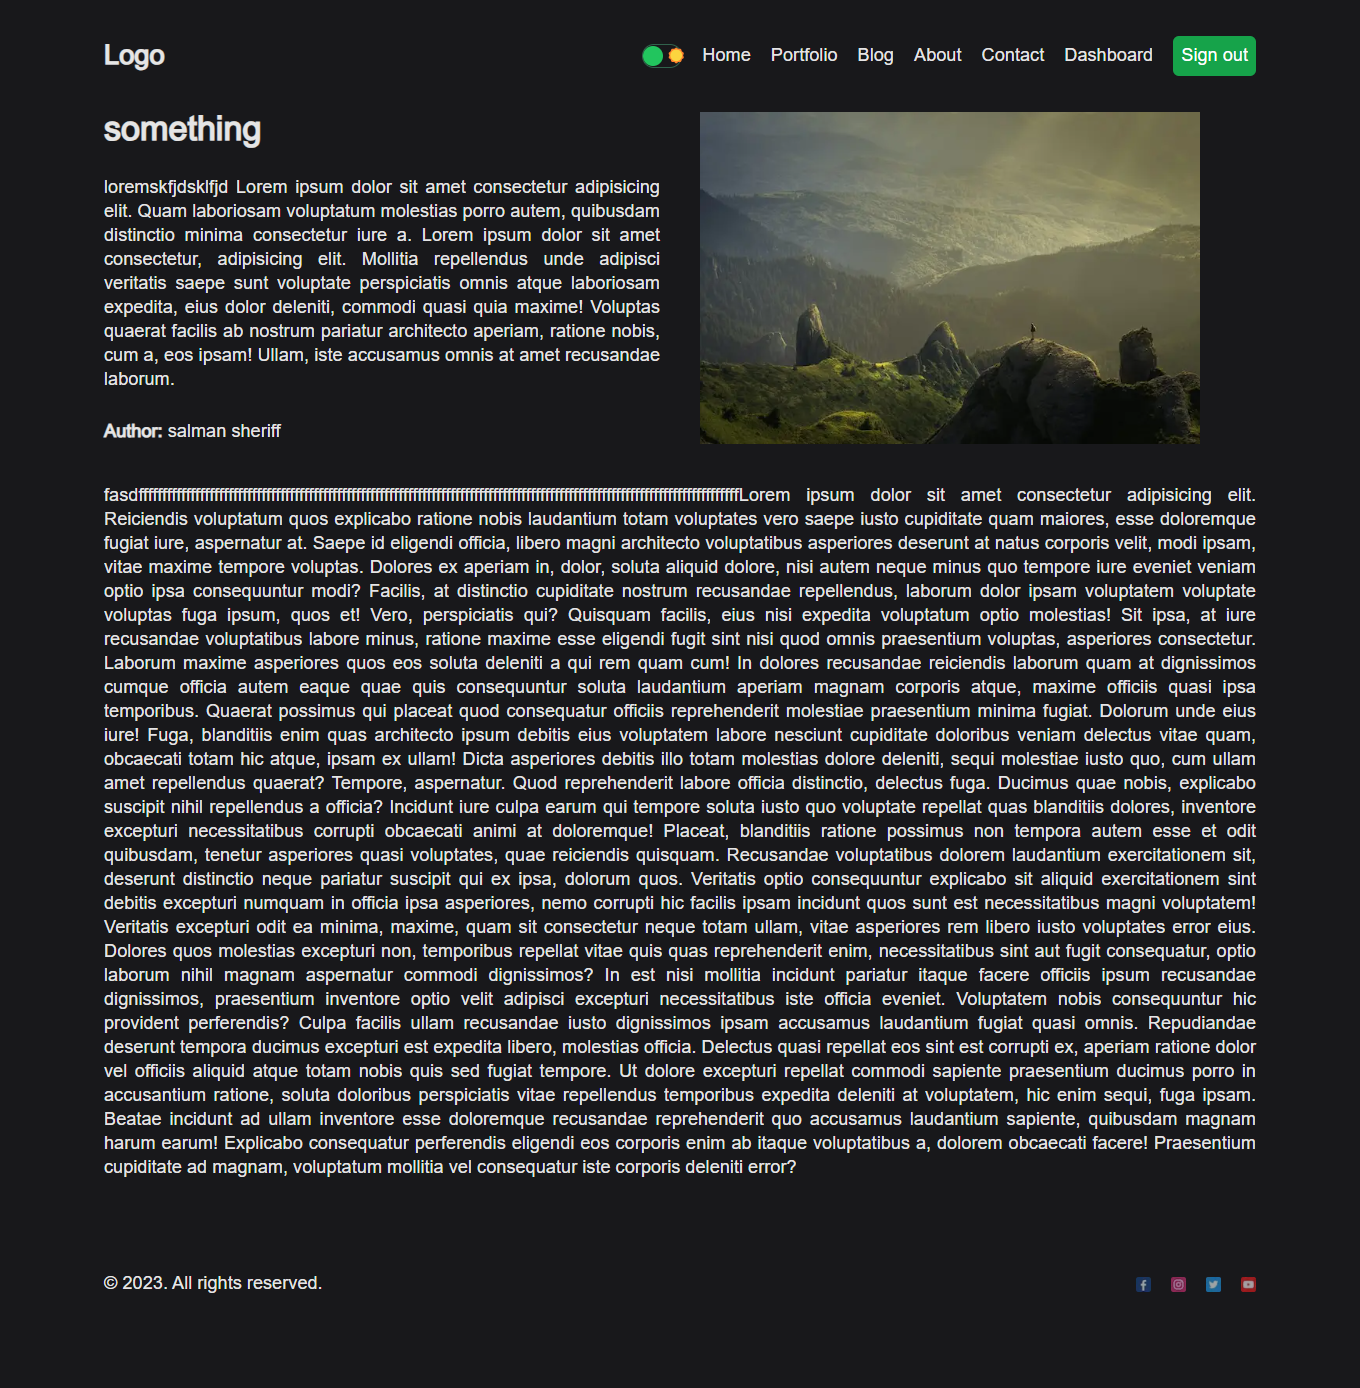 Logo
Home Portfolio Blog About Contact Dashboard Sign out
something
loremskfjdsklfjd Lorem ipsum dolor sit amet consectetur adipisicing
elit. Quam laboriosam voluptatum molestias porro autem, quibusdam
distinctio minima consectetur iure a. Lorem ipsum dolor sit amet
consectetur, adipisicing elit. Mollitia repellendus unde adipisci
veritatis saepe sunt voluptate perspiciatis omnis atque laboriosam
expedita, eius dolor deleniti, commodi quasi quia maxime! Voluptas
quaerat facilis ab nostrum pariatur architecto aperiam, ratione nobis,
cum a, eos ipsam! Ullam, iste accusamus omnis at amet recusandae
laborum.
Author: salman sheriff
Lorem ipsum dolor sit amet consectetur adipisicing elit.
Reiciendis voluptatum quos explicabo ratione nobis laudantium totam voluptates vero saepe iusto cupiditate quam maiores, esse doloremque
fugiat iure, aspernatur at. Saepe id eligendi officia, libero magni architecto voluptatibus asperiores deserunt at natus corporis velit, modi ipsam,
vitae maxime tempore voluptas. Dolores ex aperiam in, dolor, soluta aliquid dolore, nisi autem neque minus quo tempore iure eveniet veniam
optio ipsa consequuntur modi? Facilis, at distinctio cupiditate nostrum recusandae repellendus, laborum dolor ipsam voluptatem voluptate
voluptas fuga ipsum, quos et! Vero, perspiciatis qui? Quisquam facilis, eius nisi expedita voluptatum optio molestias! Sit ipsa, at iure
recusandae voluptatibus labore minus, ratione maxime esse eligendi fugit sint nisi quod omnis praesentium voluptas, asperiores consectetur.
Laborum maxime asperiores quos eos soluta deleniti a qui rem quam cum! In dolores recusandae reiciendis laborum quam at dignissimos
cumque officia autem eaque quae quis consequuntur soluta laudantium aperiam magnam corporis atque, maxime officiis quasi ipsa
temporibus. Quaerat possimus qui placeat quod consequatur officiis reprehenderit molestiae praesentium minima fugiat. Dolorum unde eius
iure! Fuga, blanditiis enim quas architecto ipsum debitis eius voluptatem labore nesciunt cupiditate doloribus veniam delectus vitae quam,
obcaecati totam hic atque, ipsam ex ullam! Dicta asperiores debitis illo totam molestias dolore deleniti, sequi molestiae iusto quo, cum ullam
amet repellendus quaerat? Tempore, aspernatur. Quod reprehenderit labore officia distinctio, delectus fuga. Ducimus quae nobis, explicabo
suscipit nihil repellendus a officia? Incidunt iure culpa earum qui tempore soluta iusto quo voluptate repellat quas blanditiis dolores, inventore
excepturi necessitatibus corrupti obcaecati animi at doloremque! Placeat, blanditiis ratione possimus non tempora autem esse et odit
quibusdam, tenetur asperiores quasi voluptates, quae reiciendis quisquam. Recusandae voluptatibus dolorem laudantium exercitationem sit,
deserunt distinctio neque pariatur suscipit qui ex ipsa, dolorum quos. Veritatis optio consequuntur explicabo sit aliquid exercitationem sint
debitis excepturi numquam in officia ipsa asperiores, nemo corrupti hic facilis ipsam incidunt quos sunt est necessitatibus magni voluptatem!
Veritatis excepturi odit ea minima, maxime, quam sit consectetur neque totam ullam, vitae asperiores rem libero iusto voluptates error eius.
Dolores quos molestias excepturi non, temporibus repellat vitae quis quas reprehenderit enim, necessitatibus sint aut fugit consequatur, optio
laborum nihil magnam aspernatur commodi dignissimos? In est nisi mollitia incidunt pariatur itaque facere officiis ipsum recusandae
dignissimos, praesentium inventore optio velit adipisci excepturi necessitatibus iste officia eveniet. Voluptatem nobis consequuntur hic
provident perferendis? Culpa facilis ullam recusandae iusto dignissimos ipsam accusamus laudantium fugiat quasi omnis. Repudiandae
deserunt tempora ducimus excepturi est expedita libero, molestias officia. Delectus quasi repellat eos sint est corrupti ex, aperiam ratione dolor
vel officiis aliquid atque totam nobis quis sed fugiat tempore. Ut dolore excepturi repellat commodi sapiente praesentium ducimus porro in
accusantium ratione, soluta doloribus perspiciatis vitae repellendus temporibus expedita deleniti at voluptatem, hic enim sequi, fuga ipsam.
Beatae incidunt ad ullam inventore esse doloremque recusandae reprehenderit quo accusamus laudantium sapiente, quibusdam magnam
harum earum! Explicabo consequatur perferendis eligendi eos corporis enim ab itaque voluptatibus a, dolorem obcaecati facere! Praesentium
cupiditate ad magnam, voluptatum mollitia vel consequatur iste corporis deleniti error?
© 2023. All rights reserved.